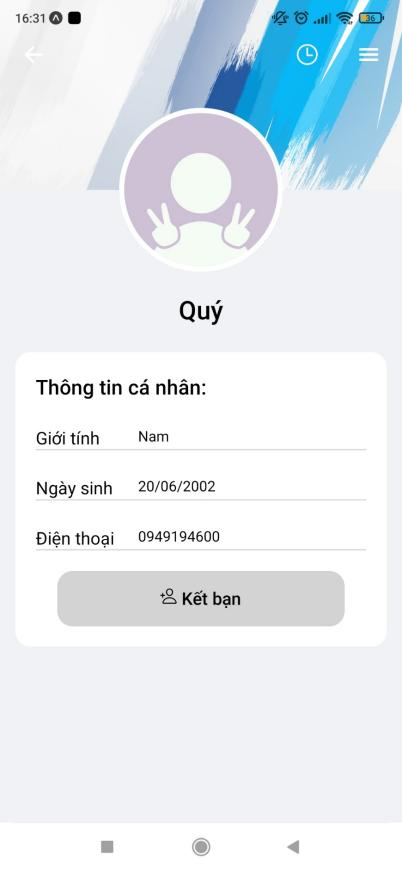 16:31
36
Quý
Thông tin cá nhân:
Giới tính Nam
Ngày sinh 20/06/2002
Điện thoại 0949194600
Kết bạn